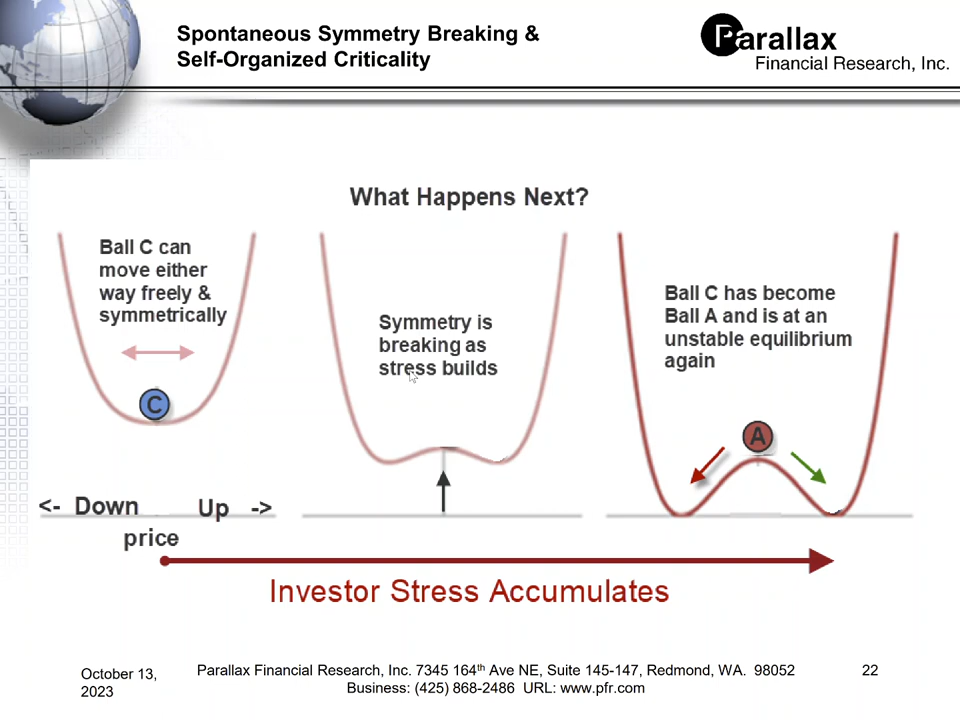 Spontaneous Symmetry Breaking &
Self-Organized Criticality
Parallax
Financial Research, Inc.
What Happens Next?
Ball C can
move either
way freely &
symmetrically
C
Symmetry is
breaking as
stress builds
Ball C has become
Ball A and is at an
unstable equilibrium
again
A
<- Down Up ->
price
Investor Stress Accumulates
October 13,
2023
Parallax Financial Research, Inc. 7345 164th Ave NE, Suite 145-147, Redmond, WA. 98052
Business: (425) 868-2486 URL: www.pfr.com
22